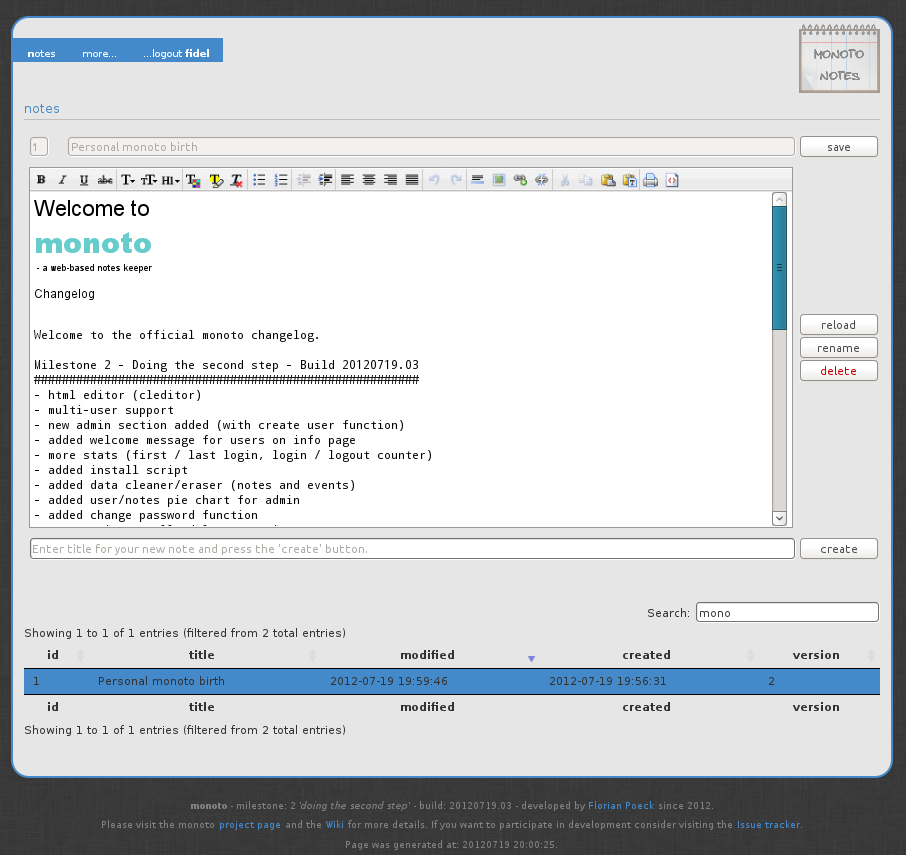 notes more... ...logout fidel
MONOTO
NOTES
notes
1 Personal monoto birth save
B I U abc T TT H1 T T
Welcome to
monoto
- a web-based notes keeper
Changelog
Welcome to the official monoto changelog.
Milestone 2 - Doing the second step - Build 20120719.03
#######################################################
- html editor (cleditor)
- multi-user support
- new admin section added (with create user function)
- added welcome message for users on info page
- more stats (first / last login, login / logout counter)
- added install script
- added data cleaner/eraser (notes and events)
- added user/notes pie chart for admin
- added change password function
reload
rename
delete
Enter title for your new note and press the 'create' button. create
Search: mono
Showing 1 to 1 of 1 entries (filtered from 2 total entries)
id title modified created version
1 Personal monoto birth 2012-07-19 19:59:46 2012-07-19 19:56:31 2
id title modified created version
Showing 1 to 1 of 1 entries (filtered from 2 total entries)
monoto - milestone: 2 'doing the second step' - build: 20120719.03 - developed by Florian Poeck since 2012.
Please visit the monoto project page and the Wiki for more details. If you want to participate in development consider visiting the Issue tracker.
Page was generated at: 20120719 20:00:25.